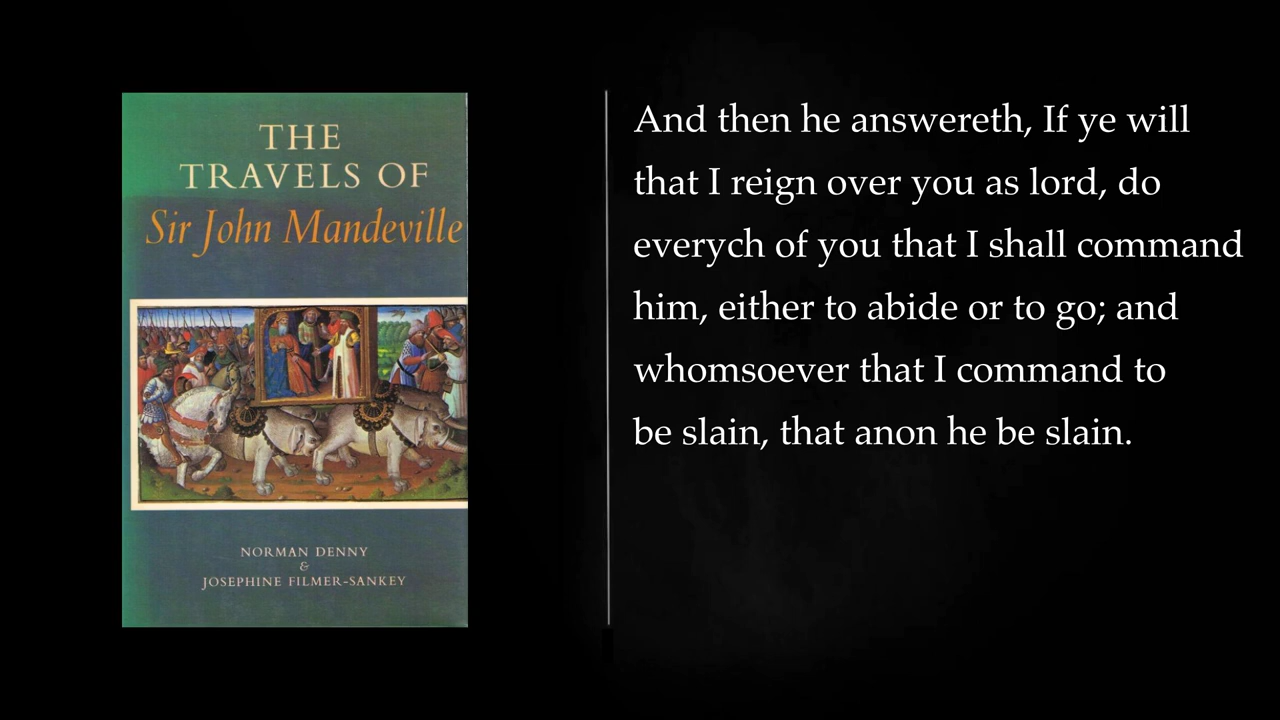 THE
TRAVELS OF
Sir John Mandeville
NORMAN DENNY
&
JOSEPHINE FILMER-SANKEY
And then he answereth, If ye will
that I reign over you as lord, do
everych of you that I shall command
him, either to abide or to go; and
whomsoever that I command to
be slain, that anon he be slain.